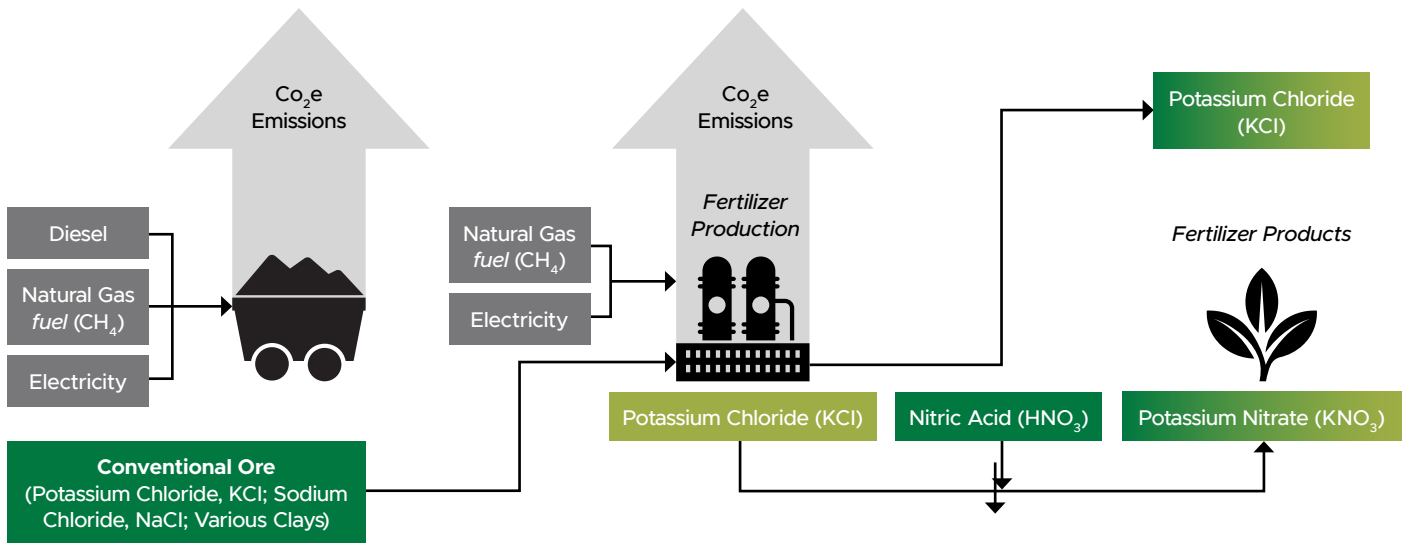 Co₂e
Emissions
Diesel
Natural Gas
fuel (CH₄)
Electricity
Conventional Ore
(Potassium Chloride, KCl; Sodium
Chloride, NaCl; Various Clays)
Co₂e
Emissions
Fertilizer
Production
Natural Gas
fuel (CH₄)
Electricity
Potassium Chloride (KCl)
Nitric Acid (HNO₃)
Potassium Chloride
(KCl)
Fertilizer Products
Potassium Nitrate (KNO₃)